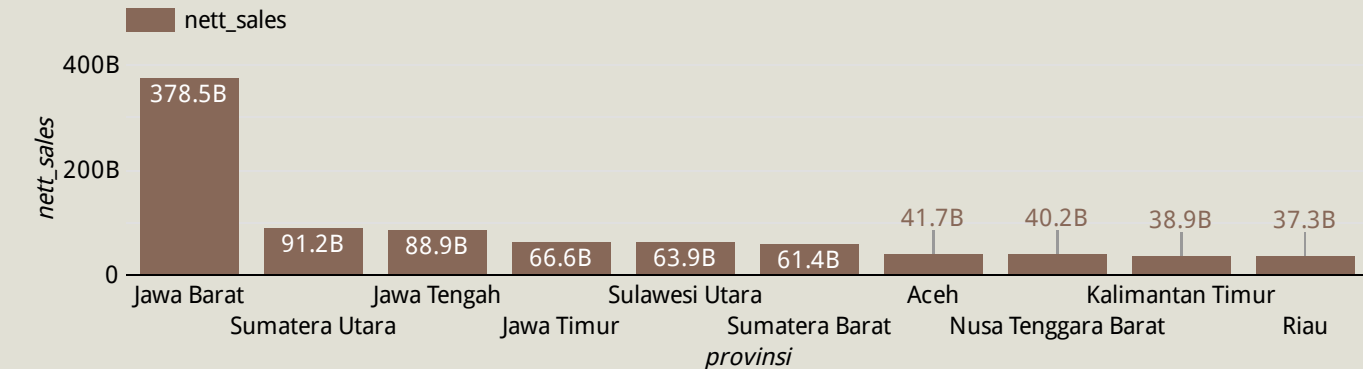 nett_sales
400B
200B
0
nett_sales
378.5B
91.2B
88.9B
66.6B
63.9B
61.4B
41.7B
40.2B
38.9B
37.3B
Jawa Barat
Sumatera Utara
Jawa Tengah
Jawa Timur
Sulawesi Utara
Sumatera Barat
Aceh
Nusa Tenggara Barat
Kalimantan Timur
Riau
provinsi